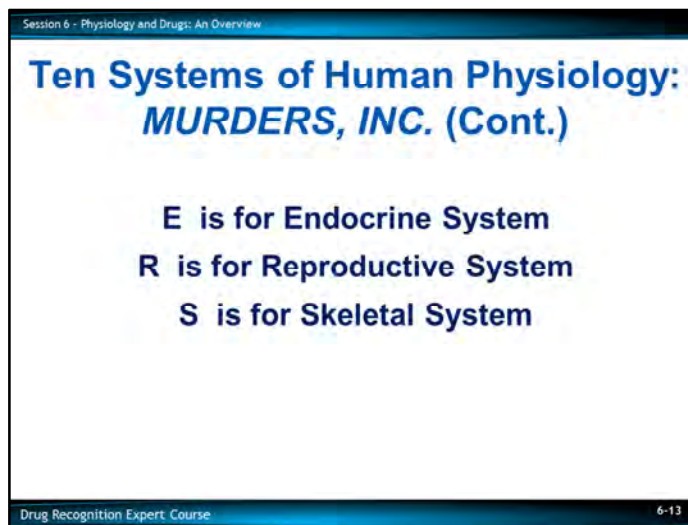 Session 6 - Physiology and Drugs: An Overview
Ten Systems of Human Physiology:
MURDERS, INC. (Cont.)
E is for Endocrine System
R is for Reproductive System
S is for Skeletal System
Drug Recognition Expert Course
6-13